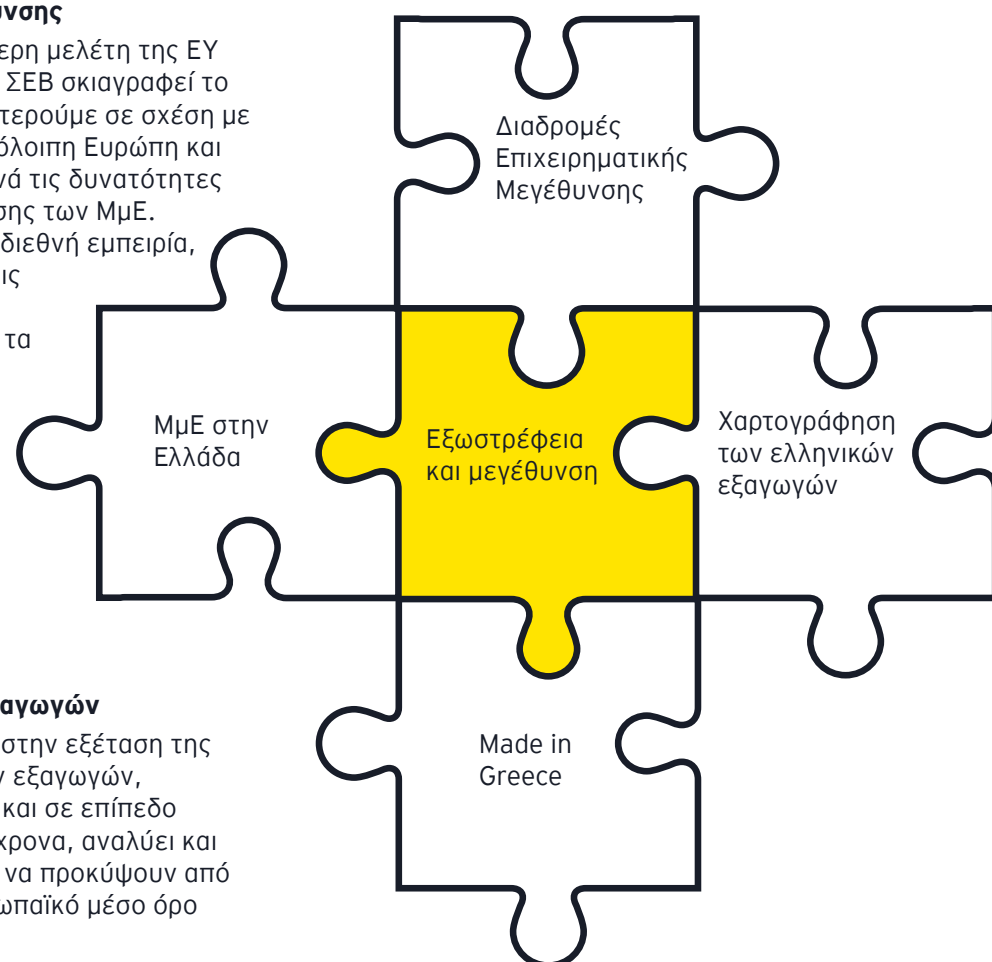 υνσης
ερη μελέτη της ΕΥ
ΣΕΒ σκιαγραφεί το
τερούμε σε σχέση με
όλοιπη Ευρώπη και
νά τις δυνατότητες
σης των ΜμΕ.
διεθνή εμπειρία,
ις
τα
Διαδρομές
Επιχειρηματικής
Μεγέθυνσης
ΜμΕ στην
Ελλάδα
Εξωστρέφεια
και μεγέθυνση
Χαρτογράφηση
των ελληνικών
εξαγωγών
Made in
Greece
αγωγών
στην εξέταση της
ν εξαγωγών,
και σε επίπεδο
χρονα, αναλύει και
να προκύψουν από
ωπαϊκό μέσο όρο